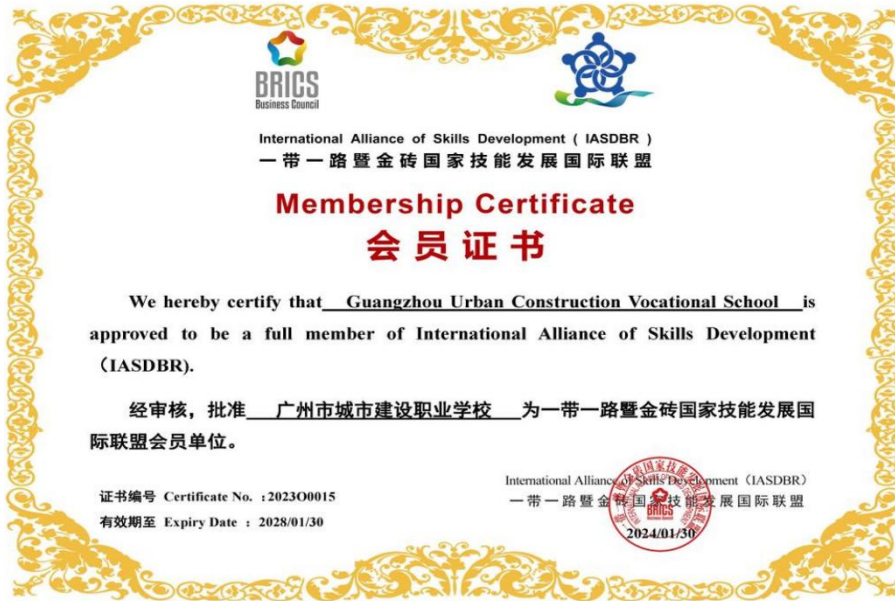 BRICS
Business Council
International Alliance of Skills Development ( IASDBR )
一带一路暨金砖国家技能发展国际联盟
Membership Certificate
会员证书
We hereby certify that Guangzhou Urban Construction Vocational School is
approved to be a full member of International Alliance of Skills Development
（IASDBR).
经审核，批准 广州市城市建设职业学校 为一带一路暨金砖国家技能发展国
际联盟会员单位。
证书编号 Certificate No. :2023O0015
有效期至 Expiry Date : 2028/01/30
International Alliance of Skills Development（IASDBR）
一带一路暨金砖国家技能发展国际联盟
BRICS
Business Council
2024/01/30